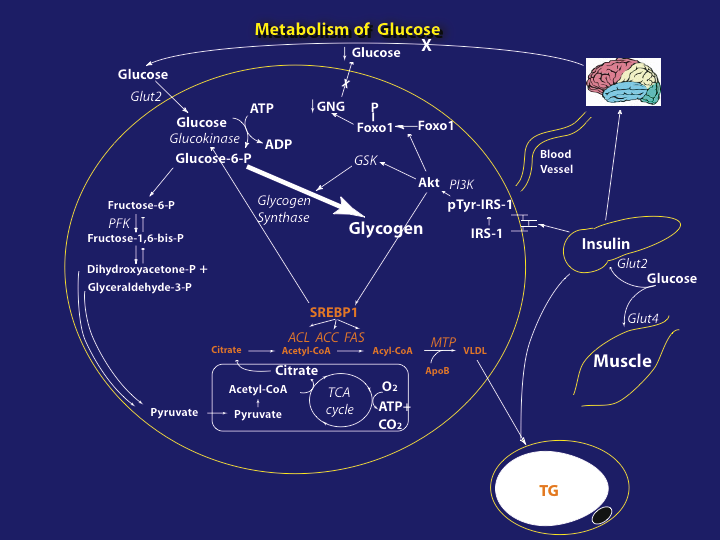 Metabolism of Glucose
Glucose
X
Glucose
Glut2
ATP
GNG
P
Glucose
Foxo1
Foxo1
Glucokinase
ADP
Glucose-6-P
GSK
Blood
Vessel
Akt
PI3K
Glycogen
Synthase
Fructose-6-P
pTyr-IRS-1
PFK
Glycogen
IRS-1
Fructose-1,6-bis-P
Insulin
Glut2
Dihydroxyacetone-P +
Glyceraldehyde-3-P
Glucose
SREBP1
Glut4
ACL ACC FAS
MTP
Citrate
Acetyl-CoA
Acyl-CoA
VLDL
Muscle
Citrate
ApoB
Acetyl-CoA
TCA
cycle
O2
ATP+
CO2
Pyruvate
Pyruvate
TG